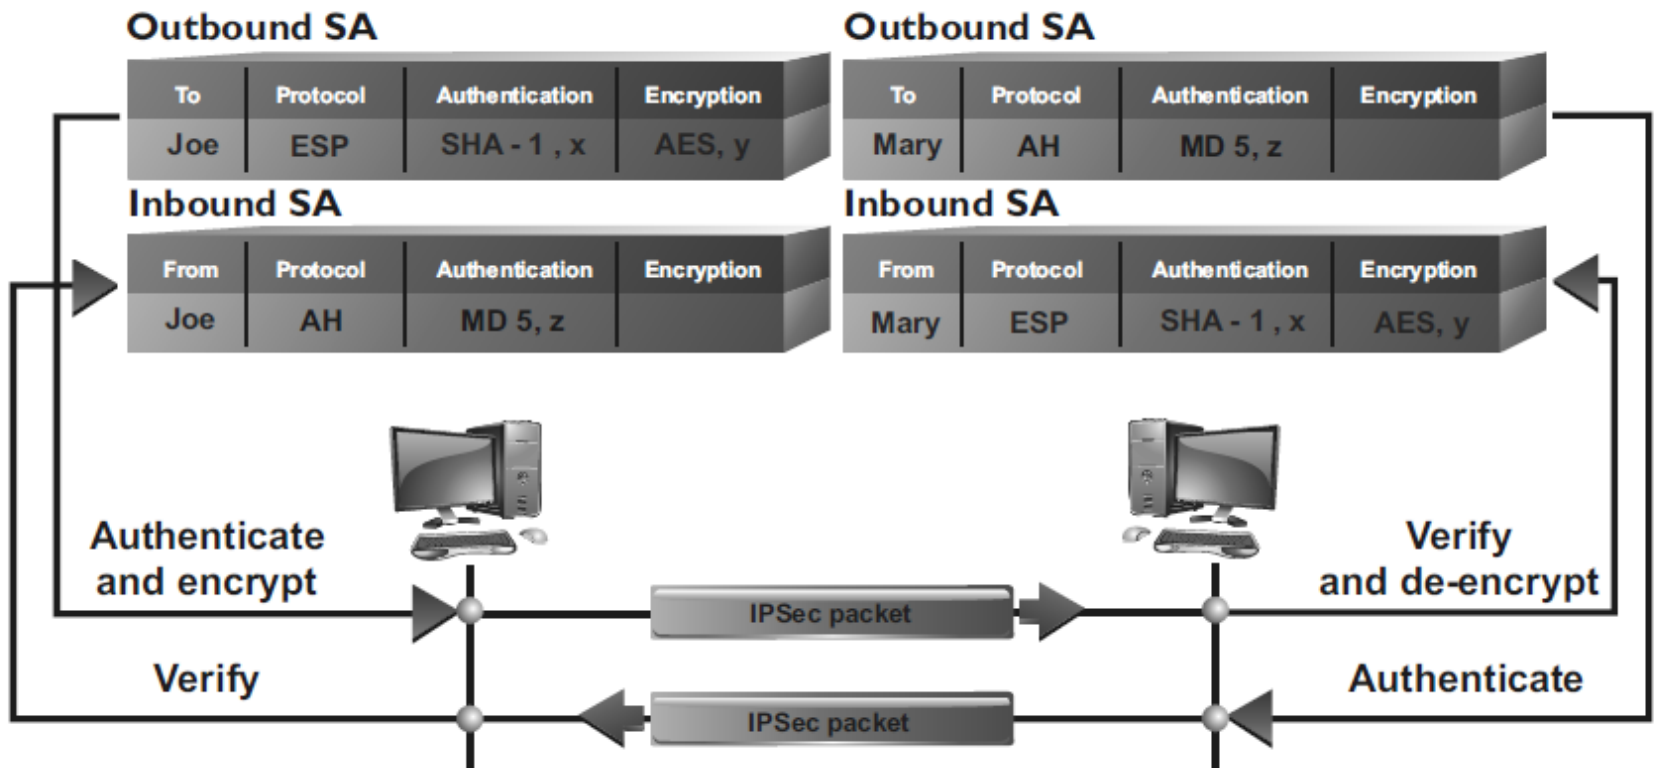 Outbound SA
To Protocol Authentication Encryption
Joe ESP SHA - 1 , x AES, y
Inbound SA
From Protocol Authentication Encryption
Joe AH MD 5, z
Outbound SA
To Protocol Authentication Encryption
Mary AH MD 5, z
Inbound SA
From Protocol Authentication Encryption
Mary ESP SHA - 1 , x AES, y
Authenticate
and encrypt
IPSec packet
Verify
and de-encrypt
Verify
IPSec packet
Authenticate